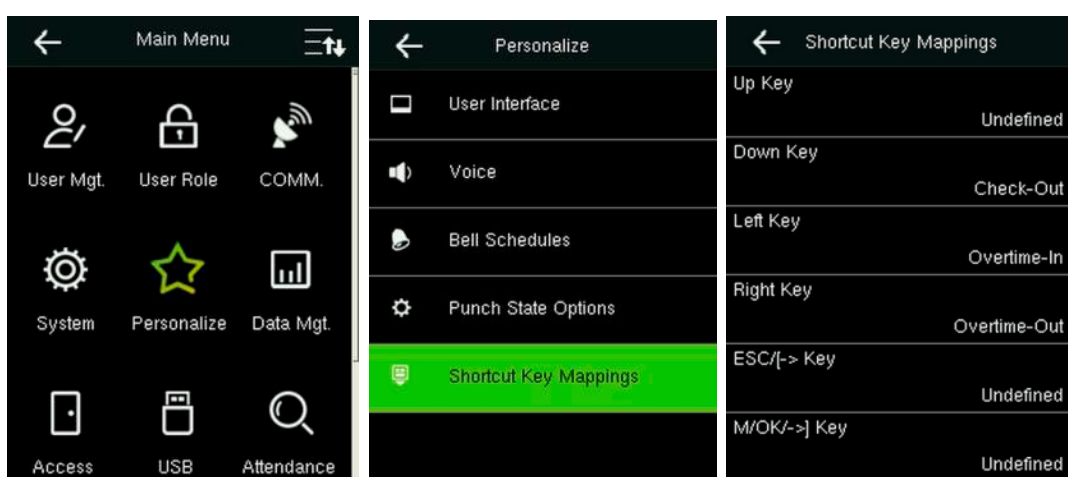 Main Menu
User Mgt. User Role COMM.
System Personalize Data Mgt.
Access USB Attendance
Personalize
User Interface
Voice
Bell Schedules
Punch State Options
Shortcut Key Mappings
Shortcut Key Mappings
Up Key
Undefined
Down Key
Check-Out
Left Key
Overtime-In
Right Key
Overtime-Out
ESC/[-> Key
Undefined
M/OK/->] Key
Undefined